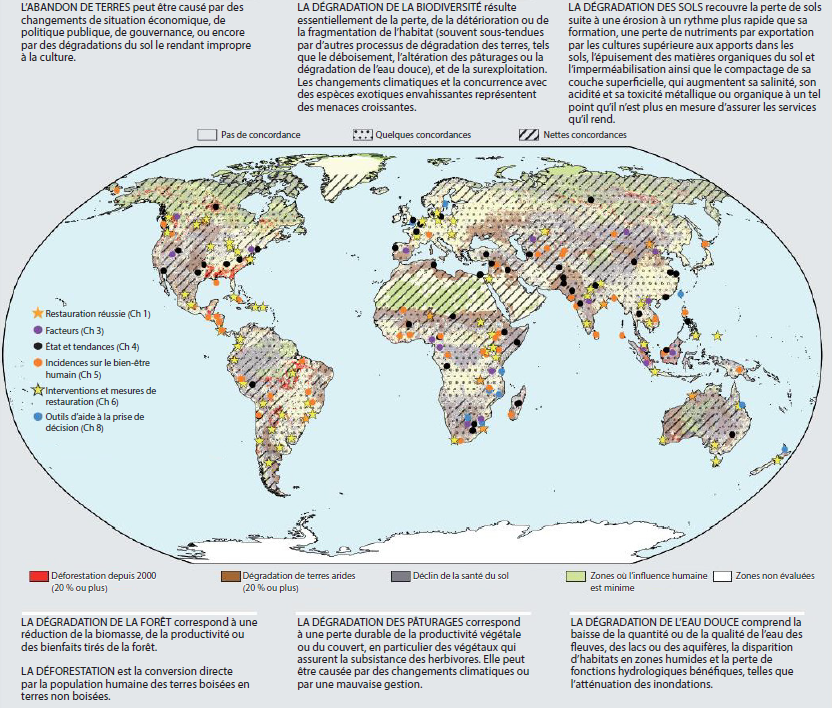 L'ABANDON DE TERRES peut être causé par des
changements de situation économique, de
politique publique, de gouvernance, ou encore
par des dégradations du sol le rendant impropre
à la culture.
LA DÉGRADATION DE LA BIODIVERSITÉ résulte
essentiellement de la perte, de la détérioration ou de
la fragmentation de l'habitat (souvent sous-tendues
par d'autres processus de dégradation des terres, tels
que le déboisement, l'altération des pâturages ou la
dégradation de l'eau douce), et de la surexploitation.
Les changements climatiques et la concurrence avec
des espèces exotiques envahissantes représentent
des menaces croissantes.
LA DÉGRADATION DES SOLS recouvre la perte de sols
suite à une érosion à un rythme plus rapide que sa
formation, une perte de nutriments par exportation
par les cultures supérieure aux apports dans les
sols, l'épuisement des matières organiques du sol et
l'imperméabilisation ainsi que le compactage de sa
couche superficielle, qui augmentent sa salinité, son
acidité et sa toxicité métallique ou organique à un tel
point qu'il n'est plus en mesure d'assurer les services
qu'il rend.
Pas de concordance
Quelques concordances
Nettes concordances
Restauration réussie (Ch 1)
Facteurs (Ch 3)
État et tendances (Ch 4)
Incidences sur le bien-être
humain (Ch 5)
Interventions et mesures de
restauration (Ch 6)
Outils d'aide à la prise de
décision (Ch 8)
Déforestation depuis 2000
(20 % ou plus)
Dégradation de terres arides
(20 % ou plus)
Déclin de la santé du sol
Zones où l'influence humaine
est minime
Zones non évaluées
LA DÉGRADATION DE LA FORÊT correspond à une
réduction de la biomasse, de la productivité ou
des bienfaits tirés de la forêt.
LA DÉFORESTATION est la conversion directe
par la population humaine des terres boisées en
terres non boisées.
LA DÉGRADATION DES PÂTURAGES correspond
à une perte durable de la productivité végétale
ou du couvert, en particulier des végétaux qui
assurent la subsistance des herbivores. Elle peut
être causée par des changements climatiques ou
par une mauvaise gestion.
LA DÉGRADATION DE L'EAU DOUCE comprend la
baisse de la quantité ou de la qualité de l'eau des
fleuves, des lacs ou des aquifères, la disparition
d'habitats en zones humides et la perte de
fonctions hydrologiques bénéfiques, telles que
l'atténuation des inondations.